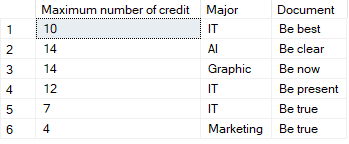 Maximum number of credit Major Document
1 10 IT Be best
2 14 AI Be clear
3 14 Graphic Be now
4 12 IT Be present
5 7 IT Be true
6 4 Marketing Be true